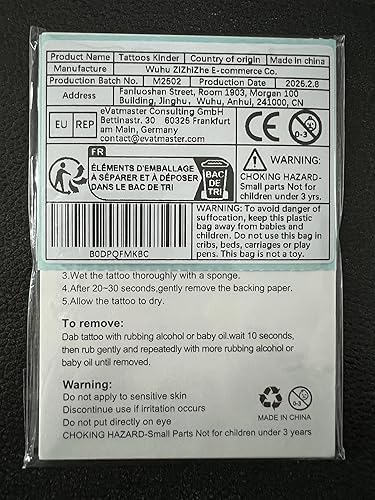 Product Name Tattoos Kinder Country of origin Made in china
Manufacture Wuhu ZIZhiZhe E-commerce Co.
Production Batch No. M2502 Production Date 2025.2.8
Address Fanluoshan Street, Room 1903, Morgan 100 Building, Jinghu, Wuhu, Anhui, 241000, CN
EU REP
eVatmaster Consulting GmbH
Bettinastr. 30 60325 Frankfurt
am Main, Germany
contact@evatmaster.com
CE
0-3
FR
ÉLÉMENTS D'EMBALLAGE
À SÉPARER ET À DÉPOSER
DANS LE BAC DE TRI
BAC
DE
TRI
WARNING:
CHOKING HAZARD-
Small parts Not for
children under 3 yrs.
B0DPQFMKBC
WARNING: To avoid danger of
suffocation, keep this plastic
bag away from babies and
children. Do not use this bag in
cribs, beds, carriages or play
pens. This bag is not a toy.
3.Wet the tattoo thoroughly with a sponge.
4.After 20~30 seconds,gently remove the backing paper.
5.Allow the tattoo to dry.
To remove:
Dab tattoo with rubbing alcohol or baby oil.wait 10 seconds,
then rub gently and repeatedly with more rubbing alcohol or
baby oil until removed.
Warning:
Do not apply to sensitive skin
Discontinue use if irritation occurs
Do not put directly on eye
CHOKING HAZARD-Small Parts Not for children under 3 years
0-3
MADE IN CHINA